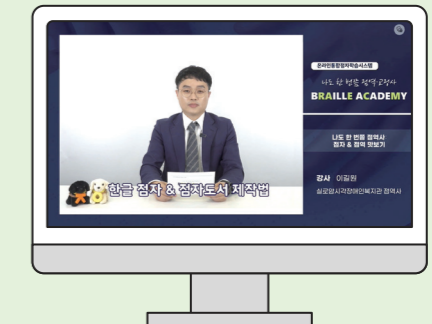 온라인통합점자학습시스템
나도 한 번쯤 점역·교정사
BRAILLE ACADEMY
나도 한 번쯤 점역사
점자 & 점역 맛보기
강사 이길원
실로암시각장애인복지관 점역사
한글 점자 & 점자도서 제작법